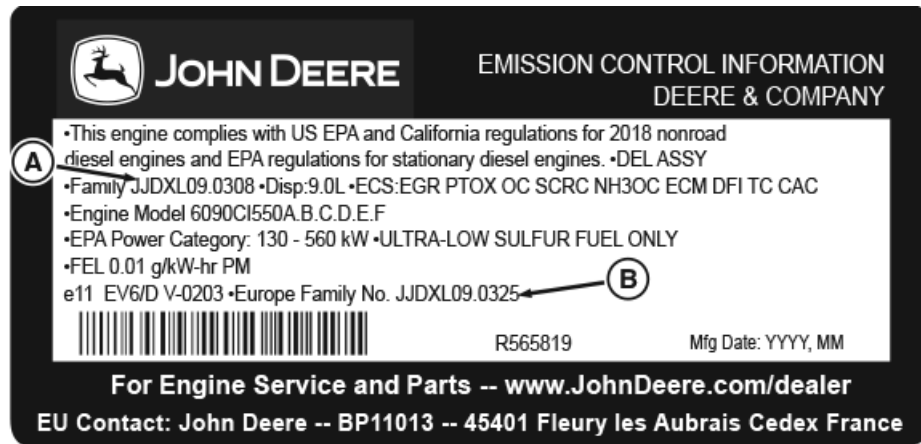 JOHN DEERE
EMISSION CONTROL INFORMATION
DEERE & COMPANY
•This engine complies with US EPA and California regulations for 2018 nonroad
diesel engines and EPA regulations for stationary diesel engines. •DEL ASSY
•Family JJDXL09.0308 •Disp:9.0L •ECS:EGR PTOX OC SCRC NH3OC ECM DFI TC CAC
•Engine Model 6090CI550A.B.C.D.E.F
•EPA Power Category: 130 - 560 kW •ULTRA-LOW SULFUR FUEL ONLY
•FEL 0.01 g/kW-hr PM
e11 EV6/D V-0203 •Europe Family No. JJDXL09.0325
R565819 Mfg Date: YYYY, MM
For Engine Service and Parts -- www.JohnDeere.com/dealer
EU Contact: John Deere -- BP11013 -- 45401 Fleury les Aubrais Cedex France
A
B